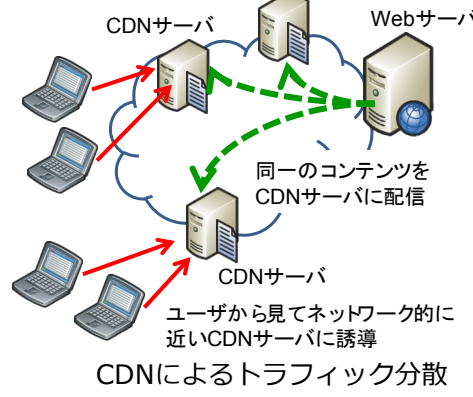 CDNサーバ
Webサーバ
同一のコンテンツを
CDNサーバに配信
CDNサーバ
ユーザから見てネットワーク的に
近いCDNサーバに誘導
CDNによるトラフィック分散